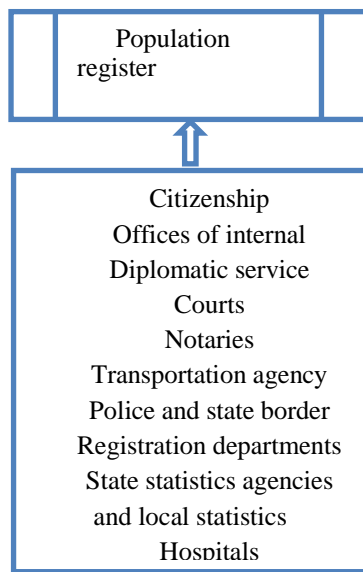 Population
register
Citizenship
Offices of internal
Diplomatic service
Courts
Notaries
Transportation agency
Police and state border
Registration departments
State statistics agencies
and local statistics
Hospitals